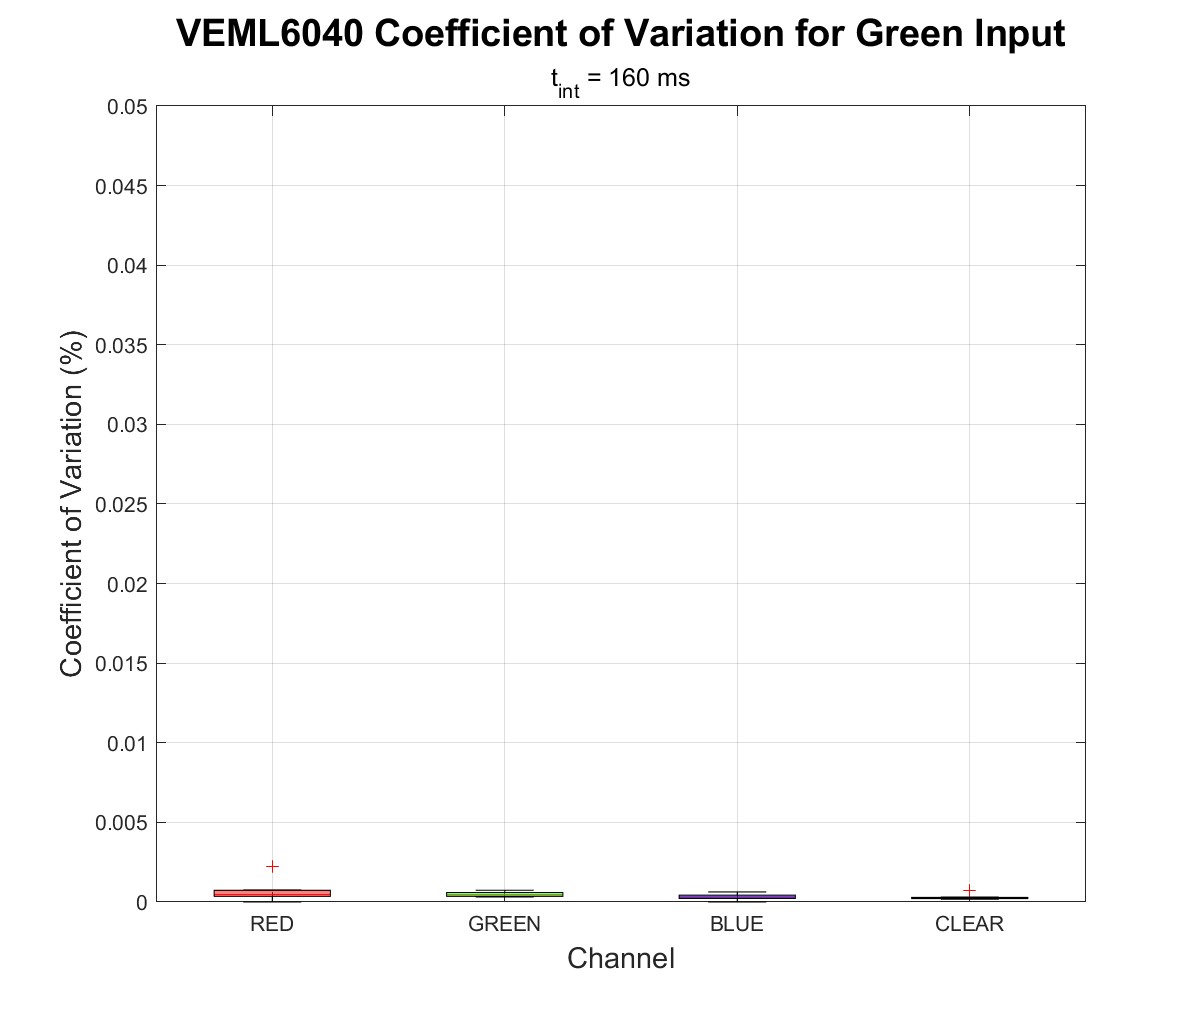 VEML6040 Coefficient of Variation for Green Input
t_int = 160 ms
0.05
0.045
0.04
0.035
0.03
0.025
0.02
0.015
0.01
0.005
0
Coefficient of Variation (%)
RED GREEN BLUE CLEAR
Channel